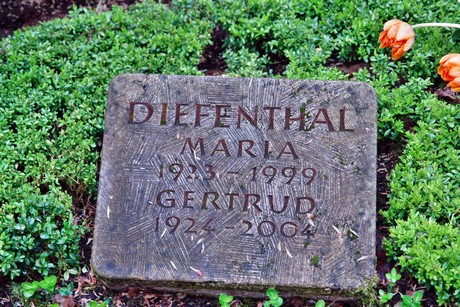 DIEFENTHAL
MARIA
1923-1999
GERTRUD
1924-2004